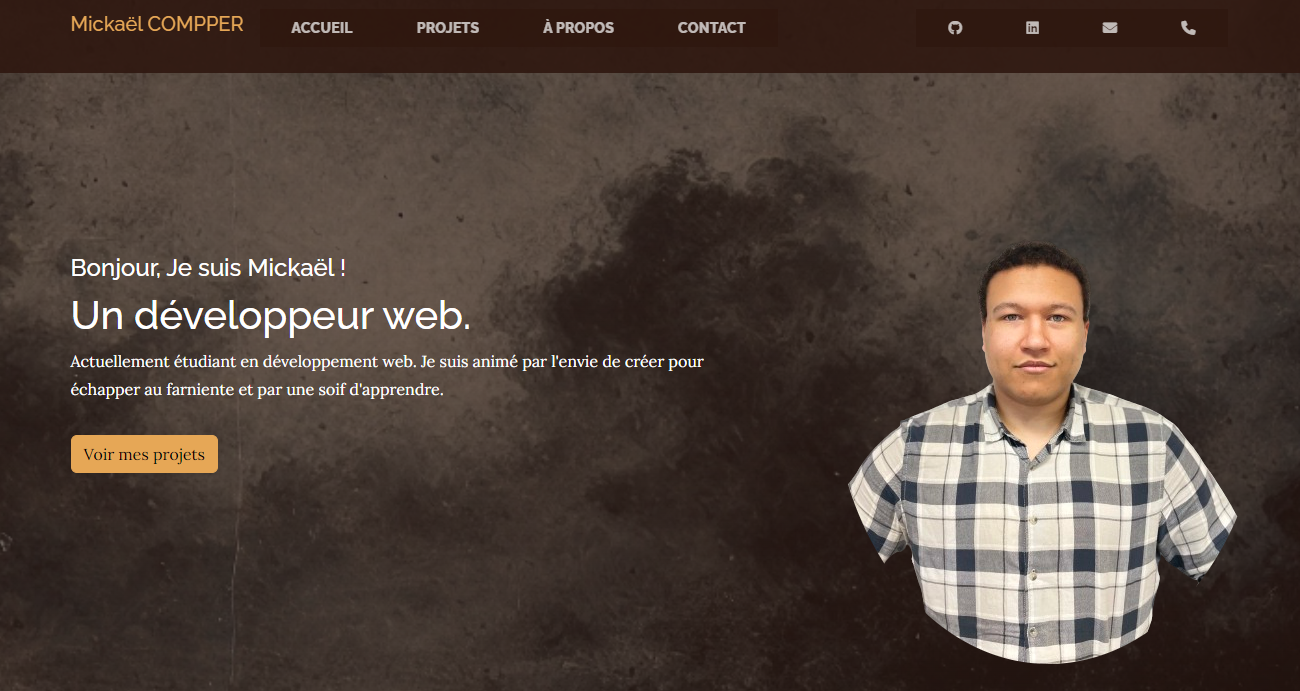 Mickaël COMPPER
ACCUEIL PROJETS À PROPOS CONTACT
Bonjour, Je suis Mickaël !
Un développeur web.
Actuellement étudiant en développement web. Je suis animé par l'envie de créer pour
échapper au farniente et par une soif d'apprendre.
Voir mes projets